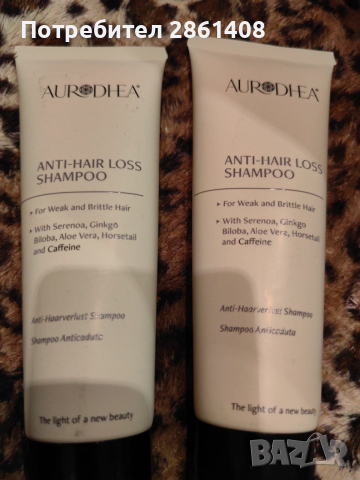 Потребител 2861408
AURODHEA
ANTI-HAIR LOSS
SHAMPOO
▸ For Weak and Brittle Hair
▸ With Serenoa, Ginkgo
Biloba, Aloe Vera, Horsetail
and Caffeine
Anti-Haarverlust Shampoo
Shampoo Anticaduta
The light of a new beauty
AURODHEA
ANTI-HAIR LOSS
SHAMPOO
▸ For Weak and Brittle Hair
▸ With Serenoa, Ginkgo
Biloba, Aloe Vera, Horsetail
and Caffeine
Anti-Haarverlust Shampoo
Shampoo Anticaduta
The light of a new beauty
BAZAR